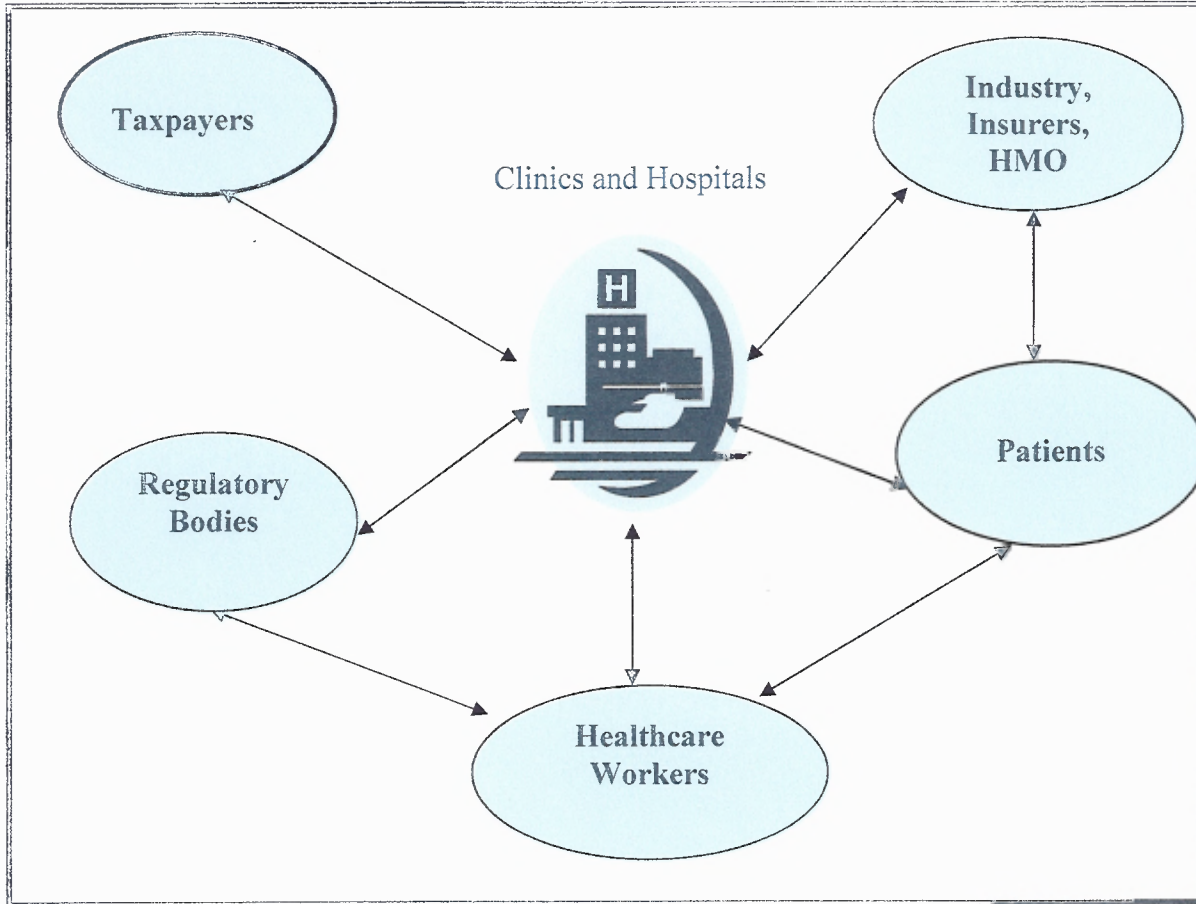 Taxpayers
Industry,
Insurers,
HMO
Clinics and Hospitals
H
Patients
Regulatory
Bodies
Healthcare
Workers